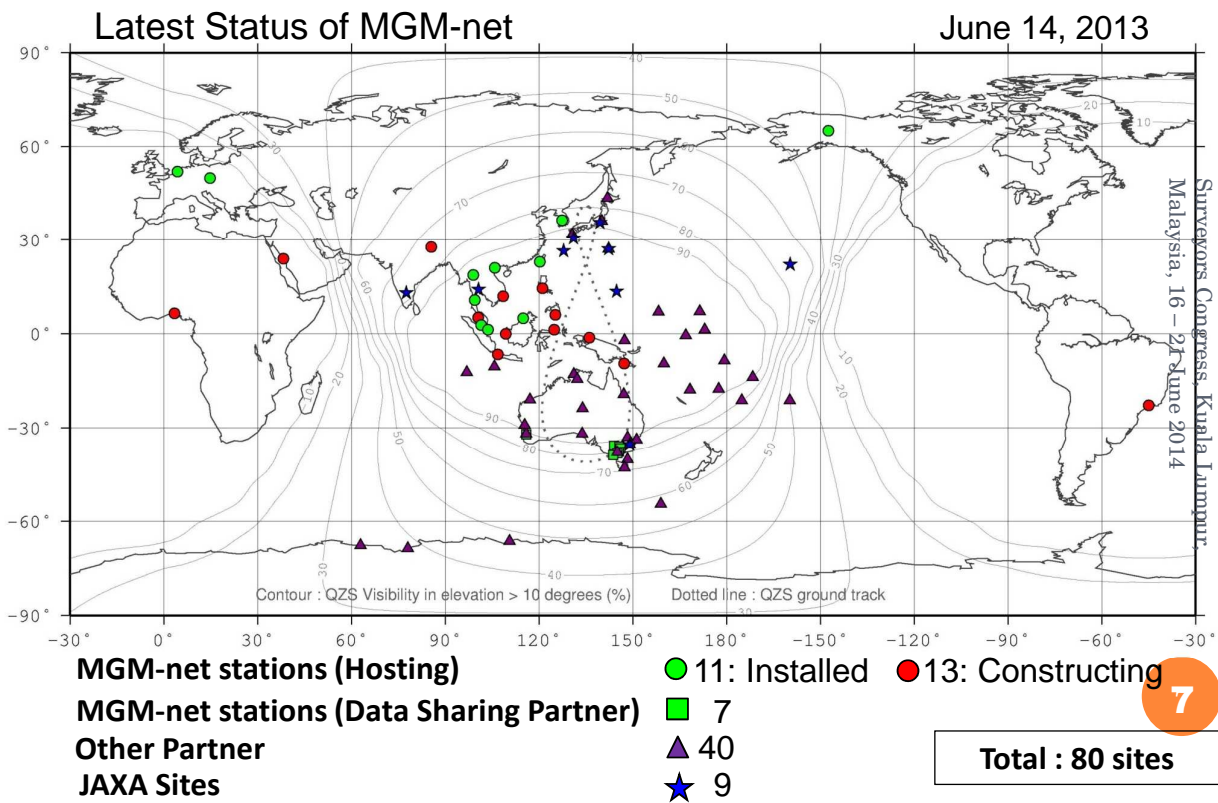 Latest Status of MGM-net
June 14, 2013
90°
60°
30°
0°
−30°
−60°
−90°
−30°
0°
30°
60°
90°
120°
150°
180°
−150°
−120°
−90°
−60°
−30°
Contour : QZS Visibility in elevation > 10 degrees (%)
Dotted line : QZS ground track
Surveyors Congress, Kuala Lumpur,
Malaysia, 16 – 21 June 2014
MGM-net stations (Hosting)
11: Installed
13: Constructing
MGM-net stations (Data Sharing Partner)
7
Other Partner
40
JAXA Sites
9
7
Total : 80 sites